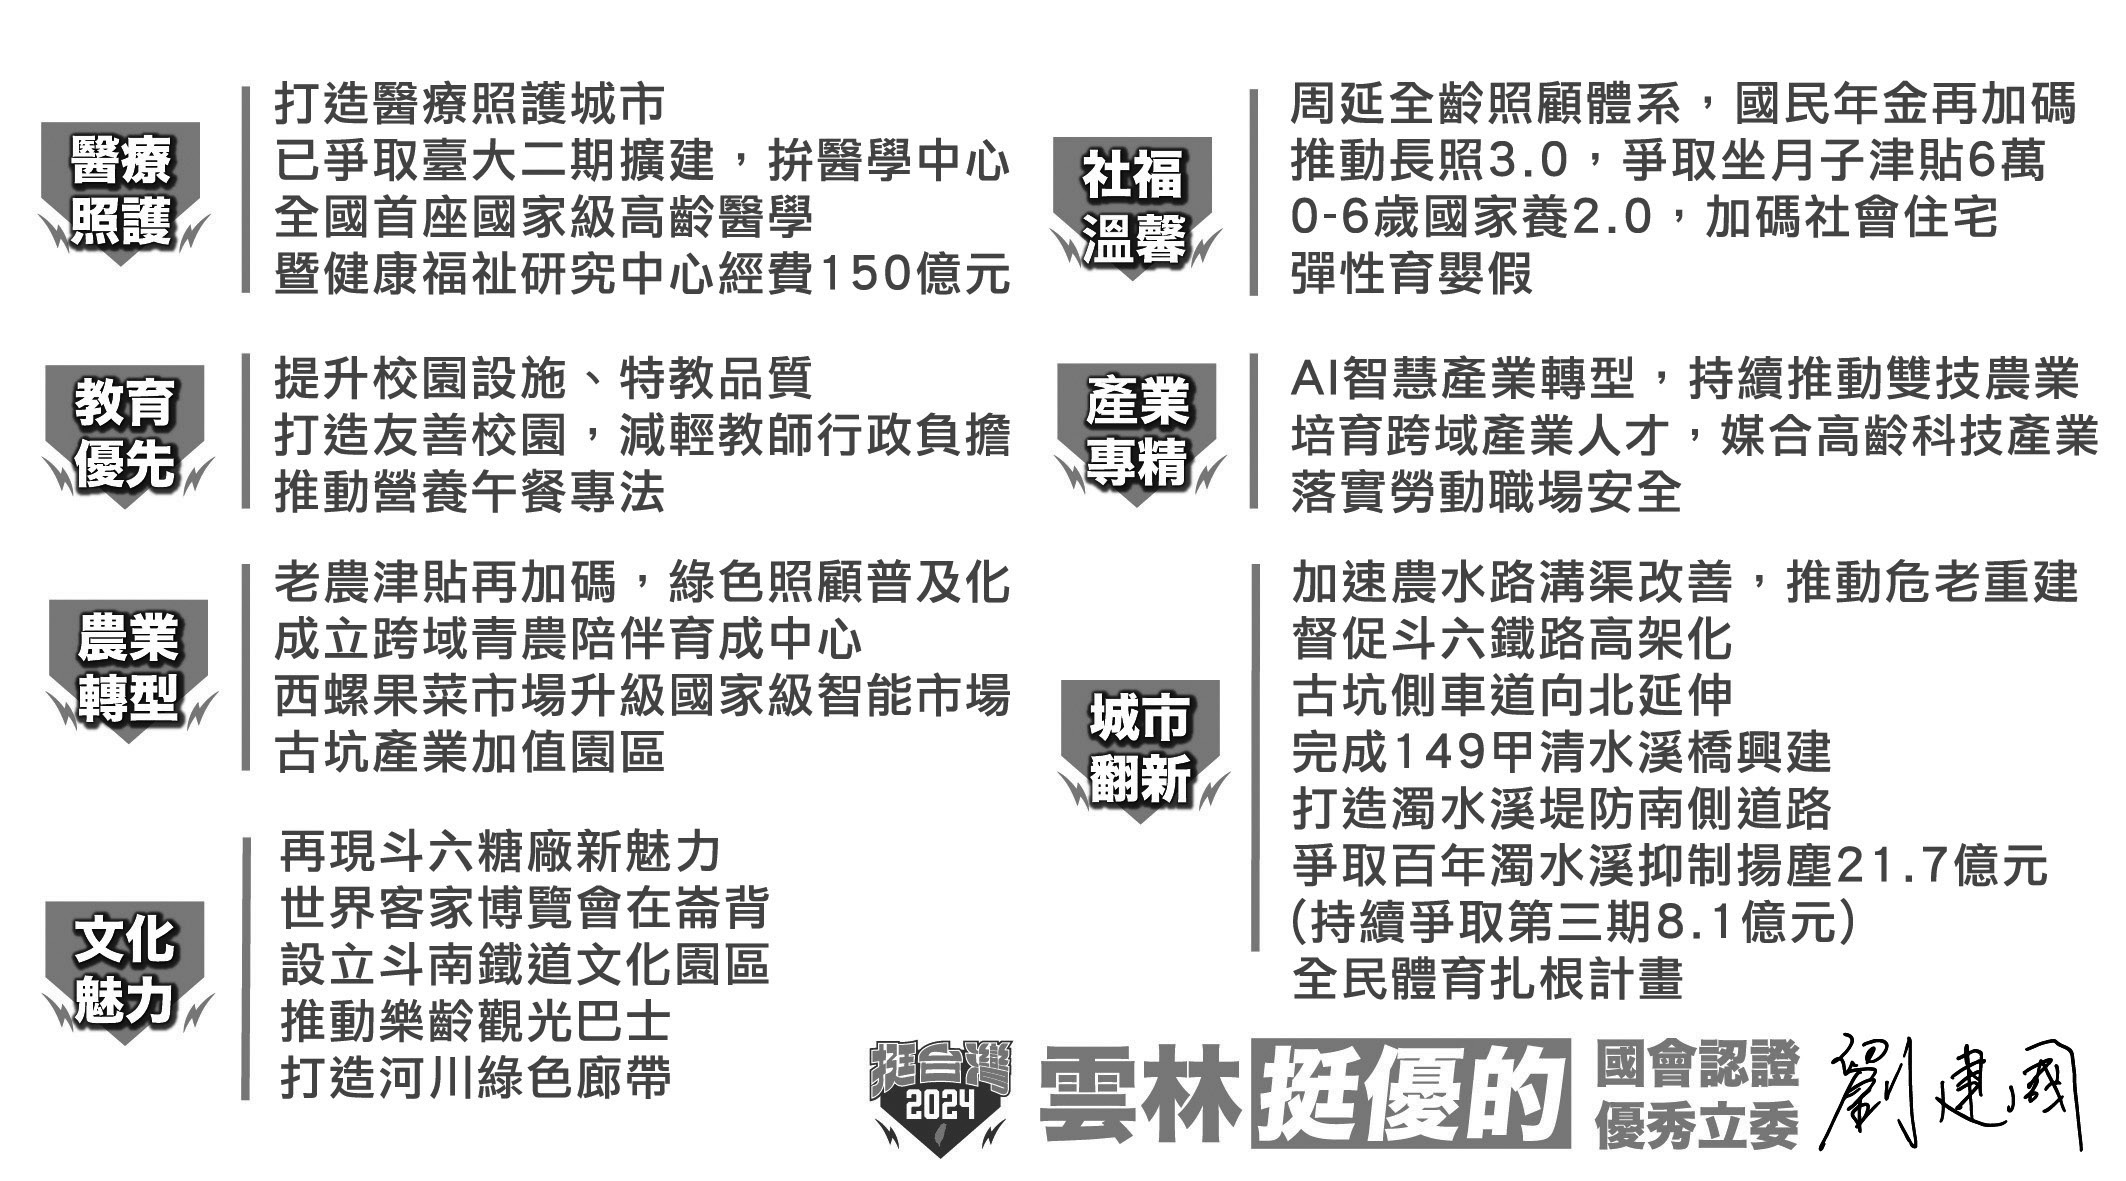 醫療
照護
打造醫療照護城市
已爭取臺大二期擴建，拚醫學中心
全國首座國家級高齡醫學
暨健康福祉研究中心經費150億元
教育
優先
提升校園設施、特教品質
打造友善校園，減輕教師行政負擔
推動營養午餐專法
農業
轉型
老農津貼再加碼，綠色照顧普及化
成立跨域青農陪伴育成中心
西螺果菜市場升級國家級智能市場
古坑產業加值園區
文化
魅力
再現斗六糖廠新魅力
世界客家博覽會在崙背
設立斗南鐵道文化園區
推動樂齡觀光巴士
打造河川綠色廊帶
社福
溫馨
周延全齡照顧體系，國民年金再加碼
推動長照3.0，爭取坐月子津貼6萬
0-6歲國家養2.0，加碼社會住宅
彈性育嬰假
產業
專精
AI智慧產業轉型，持續推動雙技農業
培育跨域產業人才，媒合高齡科技產業
落實勞動職場安全
城市
翻新
加速農水路溝渠改善，推動危老重建
督促斗六鐵路高架化
古坑側車道向北延伸
完成149甲清水溪橋興建
打造濁水溪堤防南側道路
爭取百年濁水溪抑制揚塵21.7億元
(持續爭取第三期8.1億元)
全民體育扎根計畫
挺台灣
2024
雲林挺優的
國會認證
優秀立委
劉建國